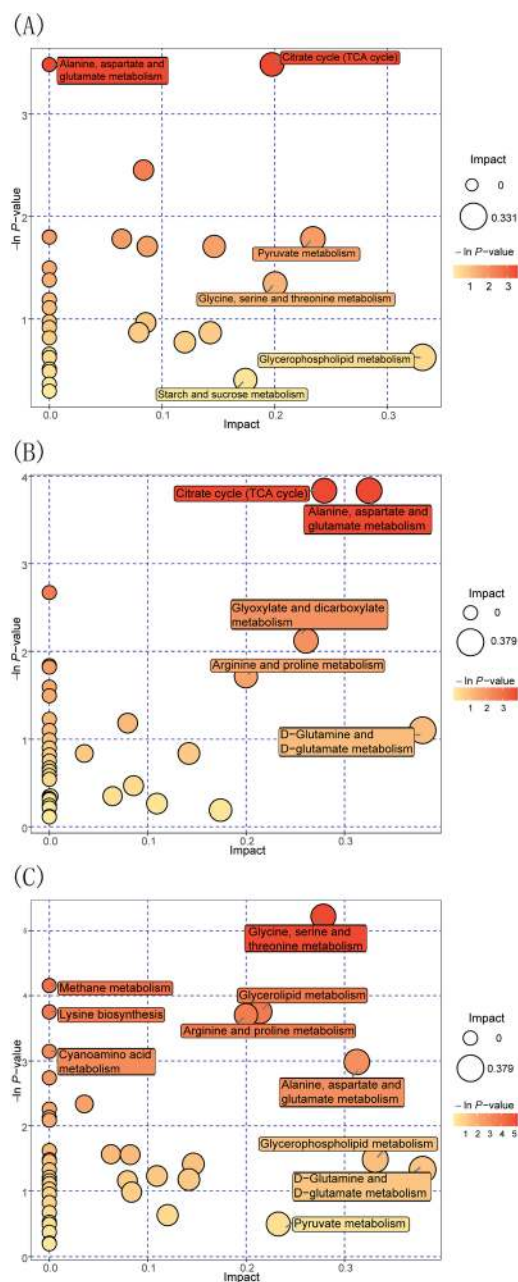 (A)
Alanine, aspartate and
glutamate metabolism
Citrate cycle (TCA cycle)
Pyruvate metabolism
Glycine, serine and threonine metabolism
Glycerophospholipid metabolism
Starch and sucrose metabolism
3
2
1
-ln P-value
0.0
0.1
0.2
0.3
Impact
Impact
0
0.331
- ln P-value
1 2 3
(B)
Citrate cycle (TCA cycle)
Alanine, aspartate and
glutamate metabolism
Glyoxylate and dicarboxylate
metabolism
Arginine and proline metabolism
D-Glutamine and
D-glutamate metabolism
4
3
2
1
0
-ln P-value
0.0
0.1
0.2
0.3
Impact
Impact
0
0.379
- ln P-value
1 2 3
(C)
Glycine, serine and
threonine metabolism
Methane metabolism
Glycerolipid metabolism
Lysine biosynthesis
Arginine and proline metabolism
Cyanoamino acid
metabolism
Alanine, aspartate and
glutamate metabolism
Glycerophospholipid metabolism
D-Glutamine and
D-glutamate metabolism
Pyruvate metabolism
5
4
3
2
1
0
-ln P-value
0.0
0.1
0.2
0.3
Impact
Impact
0
0.379
- ln P-value
1 2 3 4 5